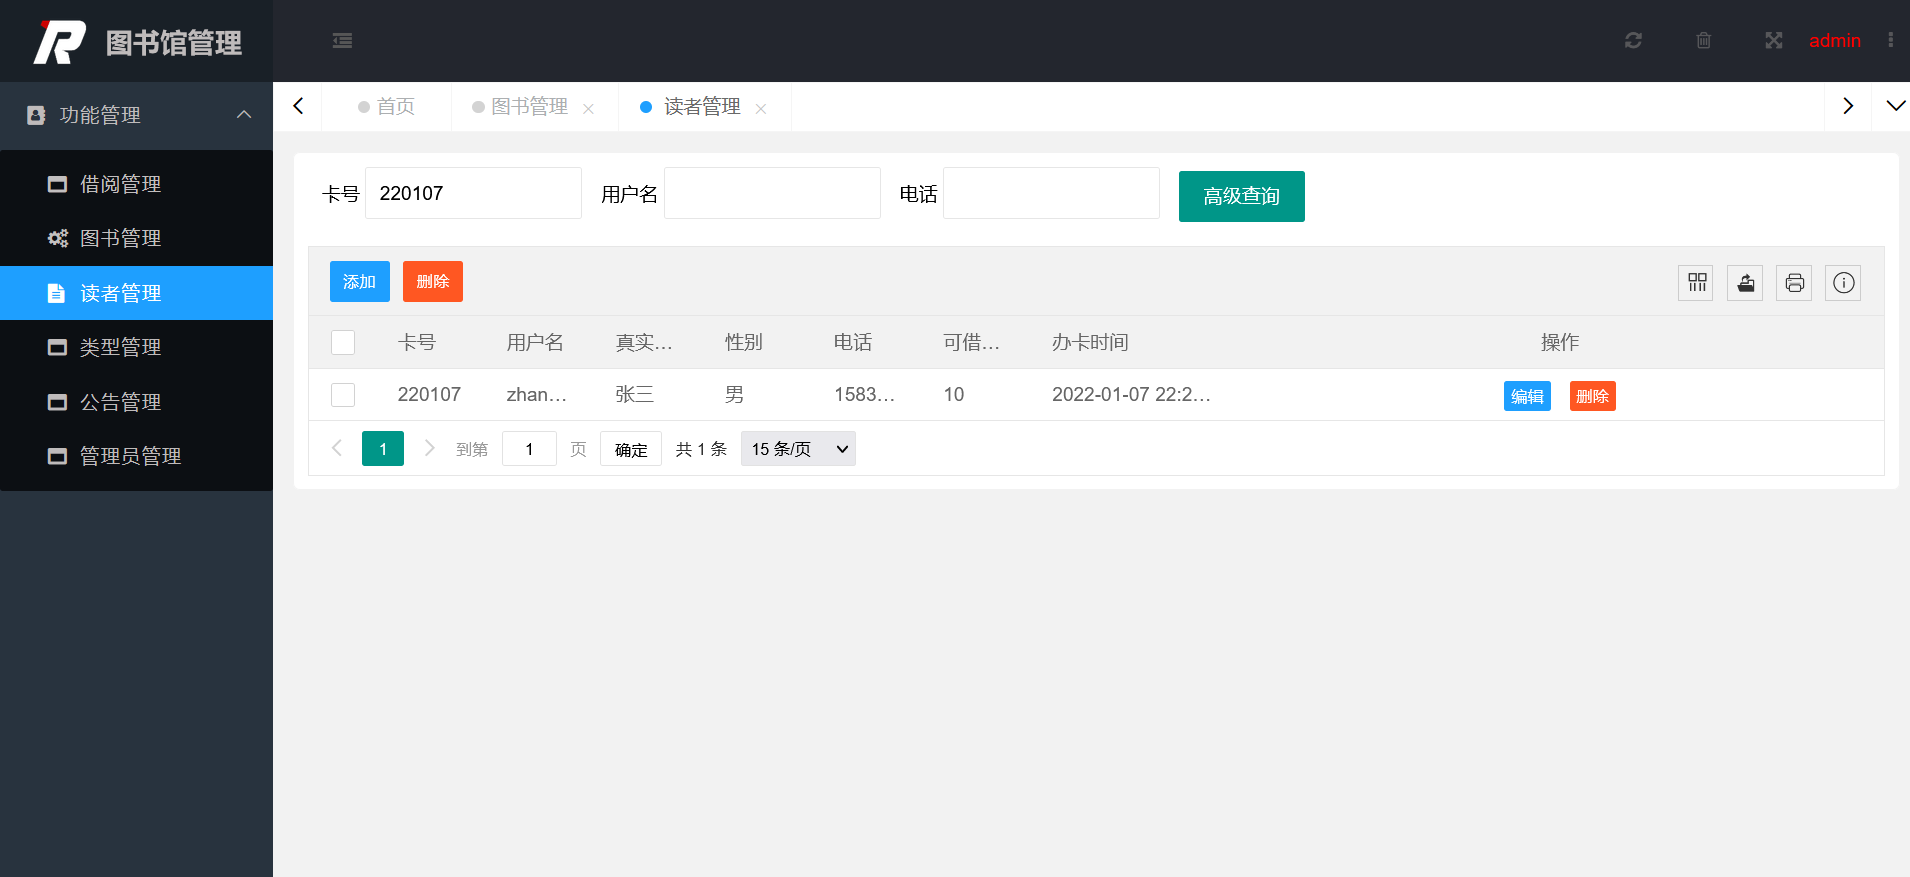 图书馆管理
admin
功能管理
借阅管理
图书管理
读者管理
类型管理
公告管理
管理员管理
首页 图书管理 读者管理
卡号 220107 用户名 电话 高级查询
添加 删除
卡号 用户名 真实… 性别 电话 可借… 办卡时间 操作
220107 zhan… 张三 男 1583… 10 2022-01-07 22:2… 编辑 删除
1 到第 1 页 确定 共 1 条 15 条/页